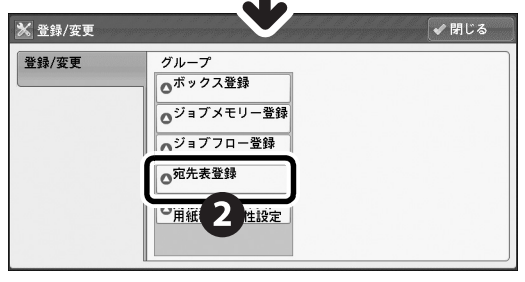 登録/変更
閉じる
登録/変更
グループ
ボックス登録
ジョブメモリー登録
ジョブフロー登録
宛先表登録
2
用紙 性設定